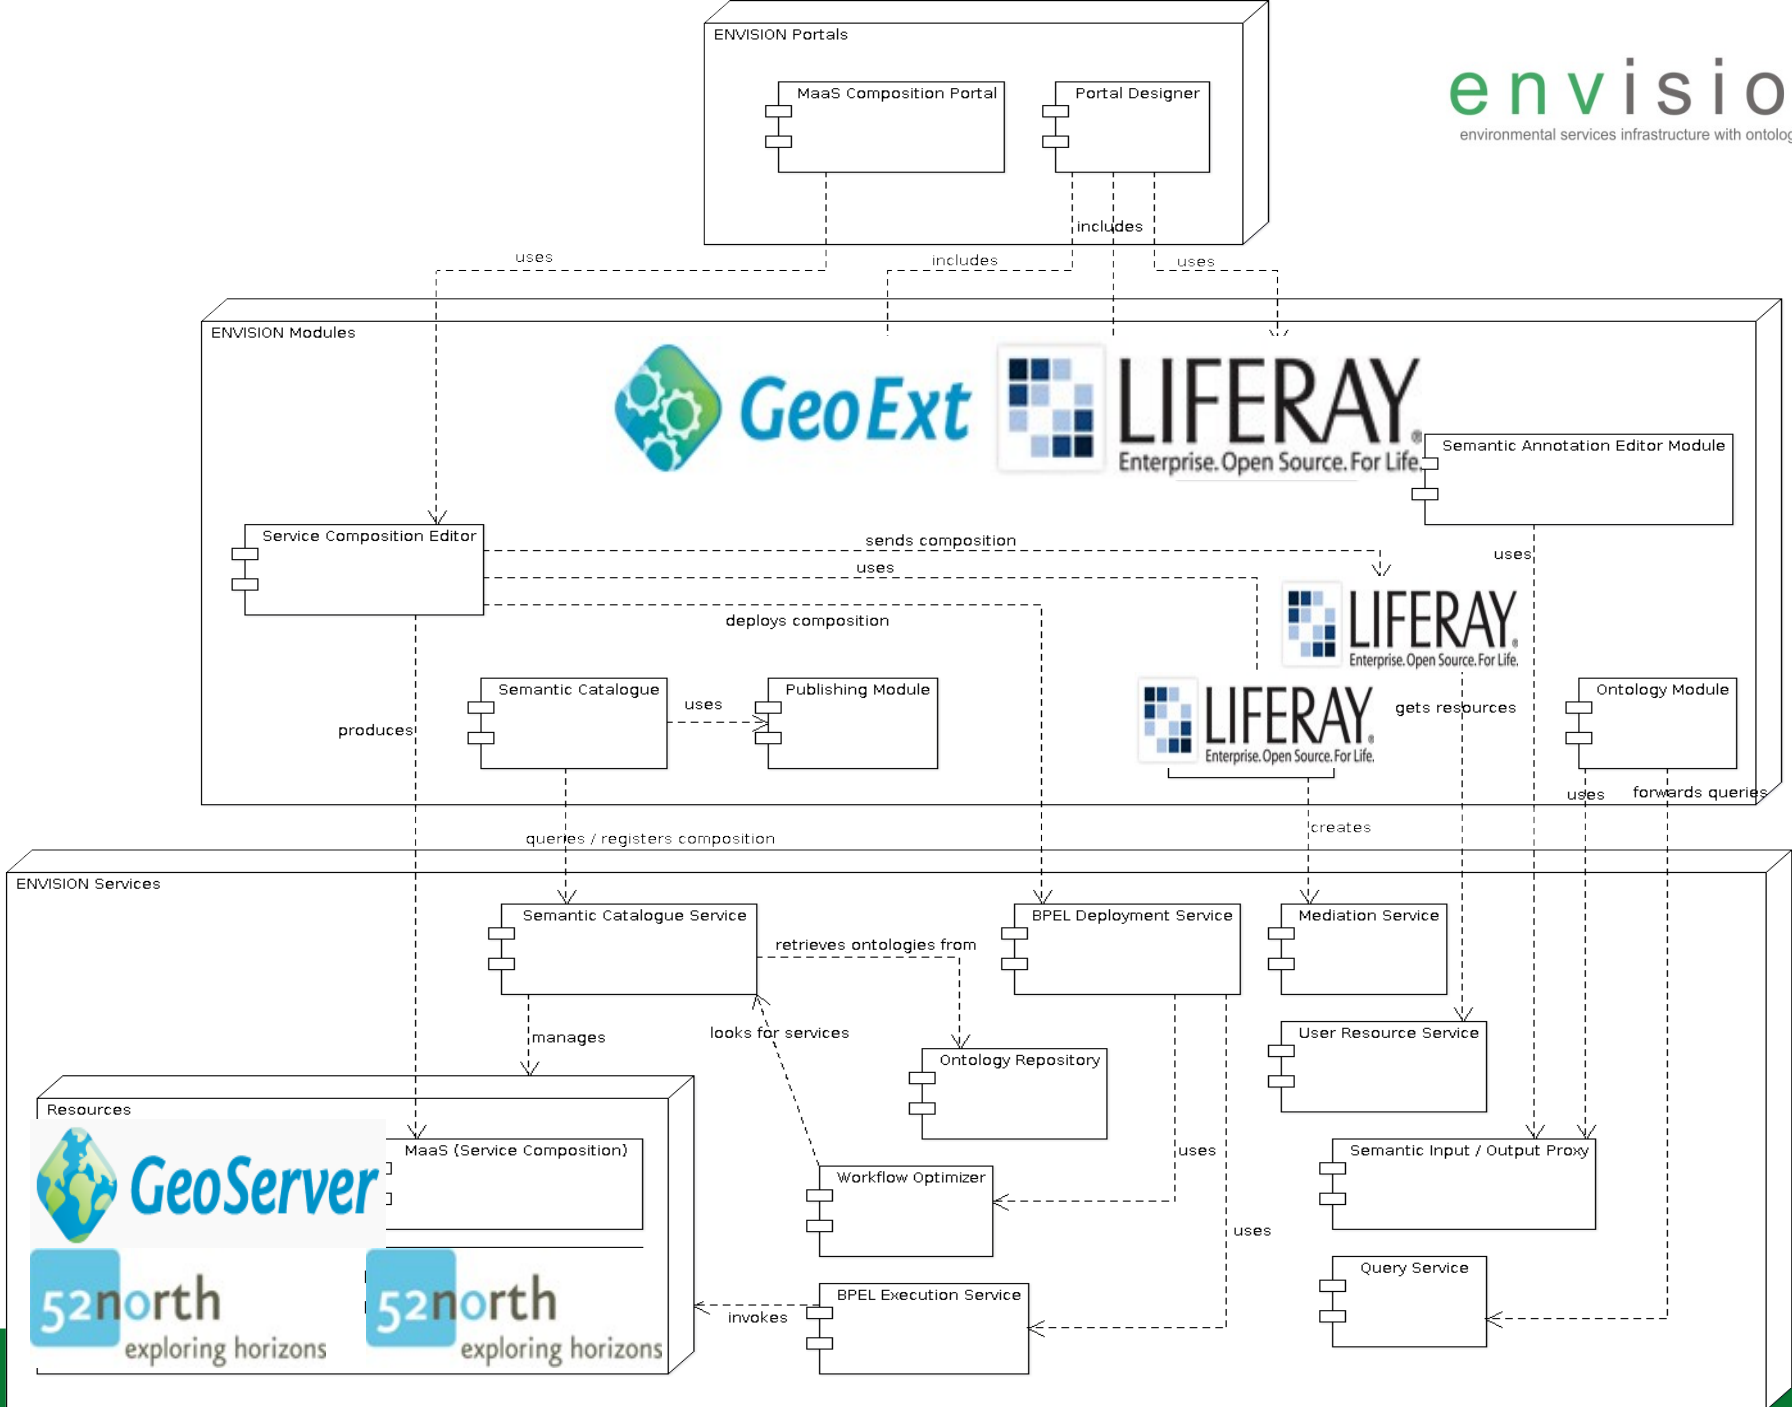 ENVISION Portals
MaaS Composition Portal
Portal Designer
envisio
environmental services infrastructure with ontolog
includes
uses
includes
uses
ENVISION Modules
GeoExt
LIFERAY®
Enterprise. Open Source. For Life.
Semantic Annotation Editor Module
Service Composition Editor
sends composition
uses
uses
deploys composition
LIFERAY®
Enterprise. Open Source. For Life.
Semantic Catalogue
uses
Publishing Module
LIFERAY®
Enterprise. Open Source. For Life.
gets resources
Ontology Module
produces
uses
forwards queries
creates
queries / registers composition
ENVISION Services
Semantic Catalogue Service
BPEL Deployment Service
Mediation Service
retrieves ontologies from
manages
looks for services
User Resource Service
Ontology Repository
Resources
MaaS (Service Composition)
uses
Semantic Input / Output Proxy
GeoServer
Workflow Optimizer
uses
Query Service
52north
exploring horizons
52north
exploring horizons
BPEL Execution Service
invokes